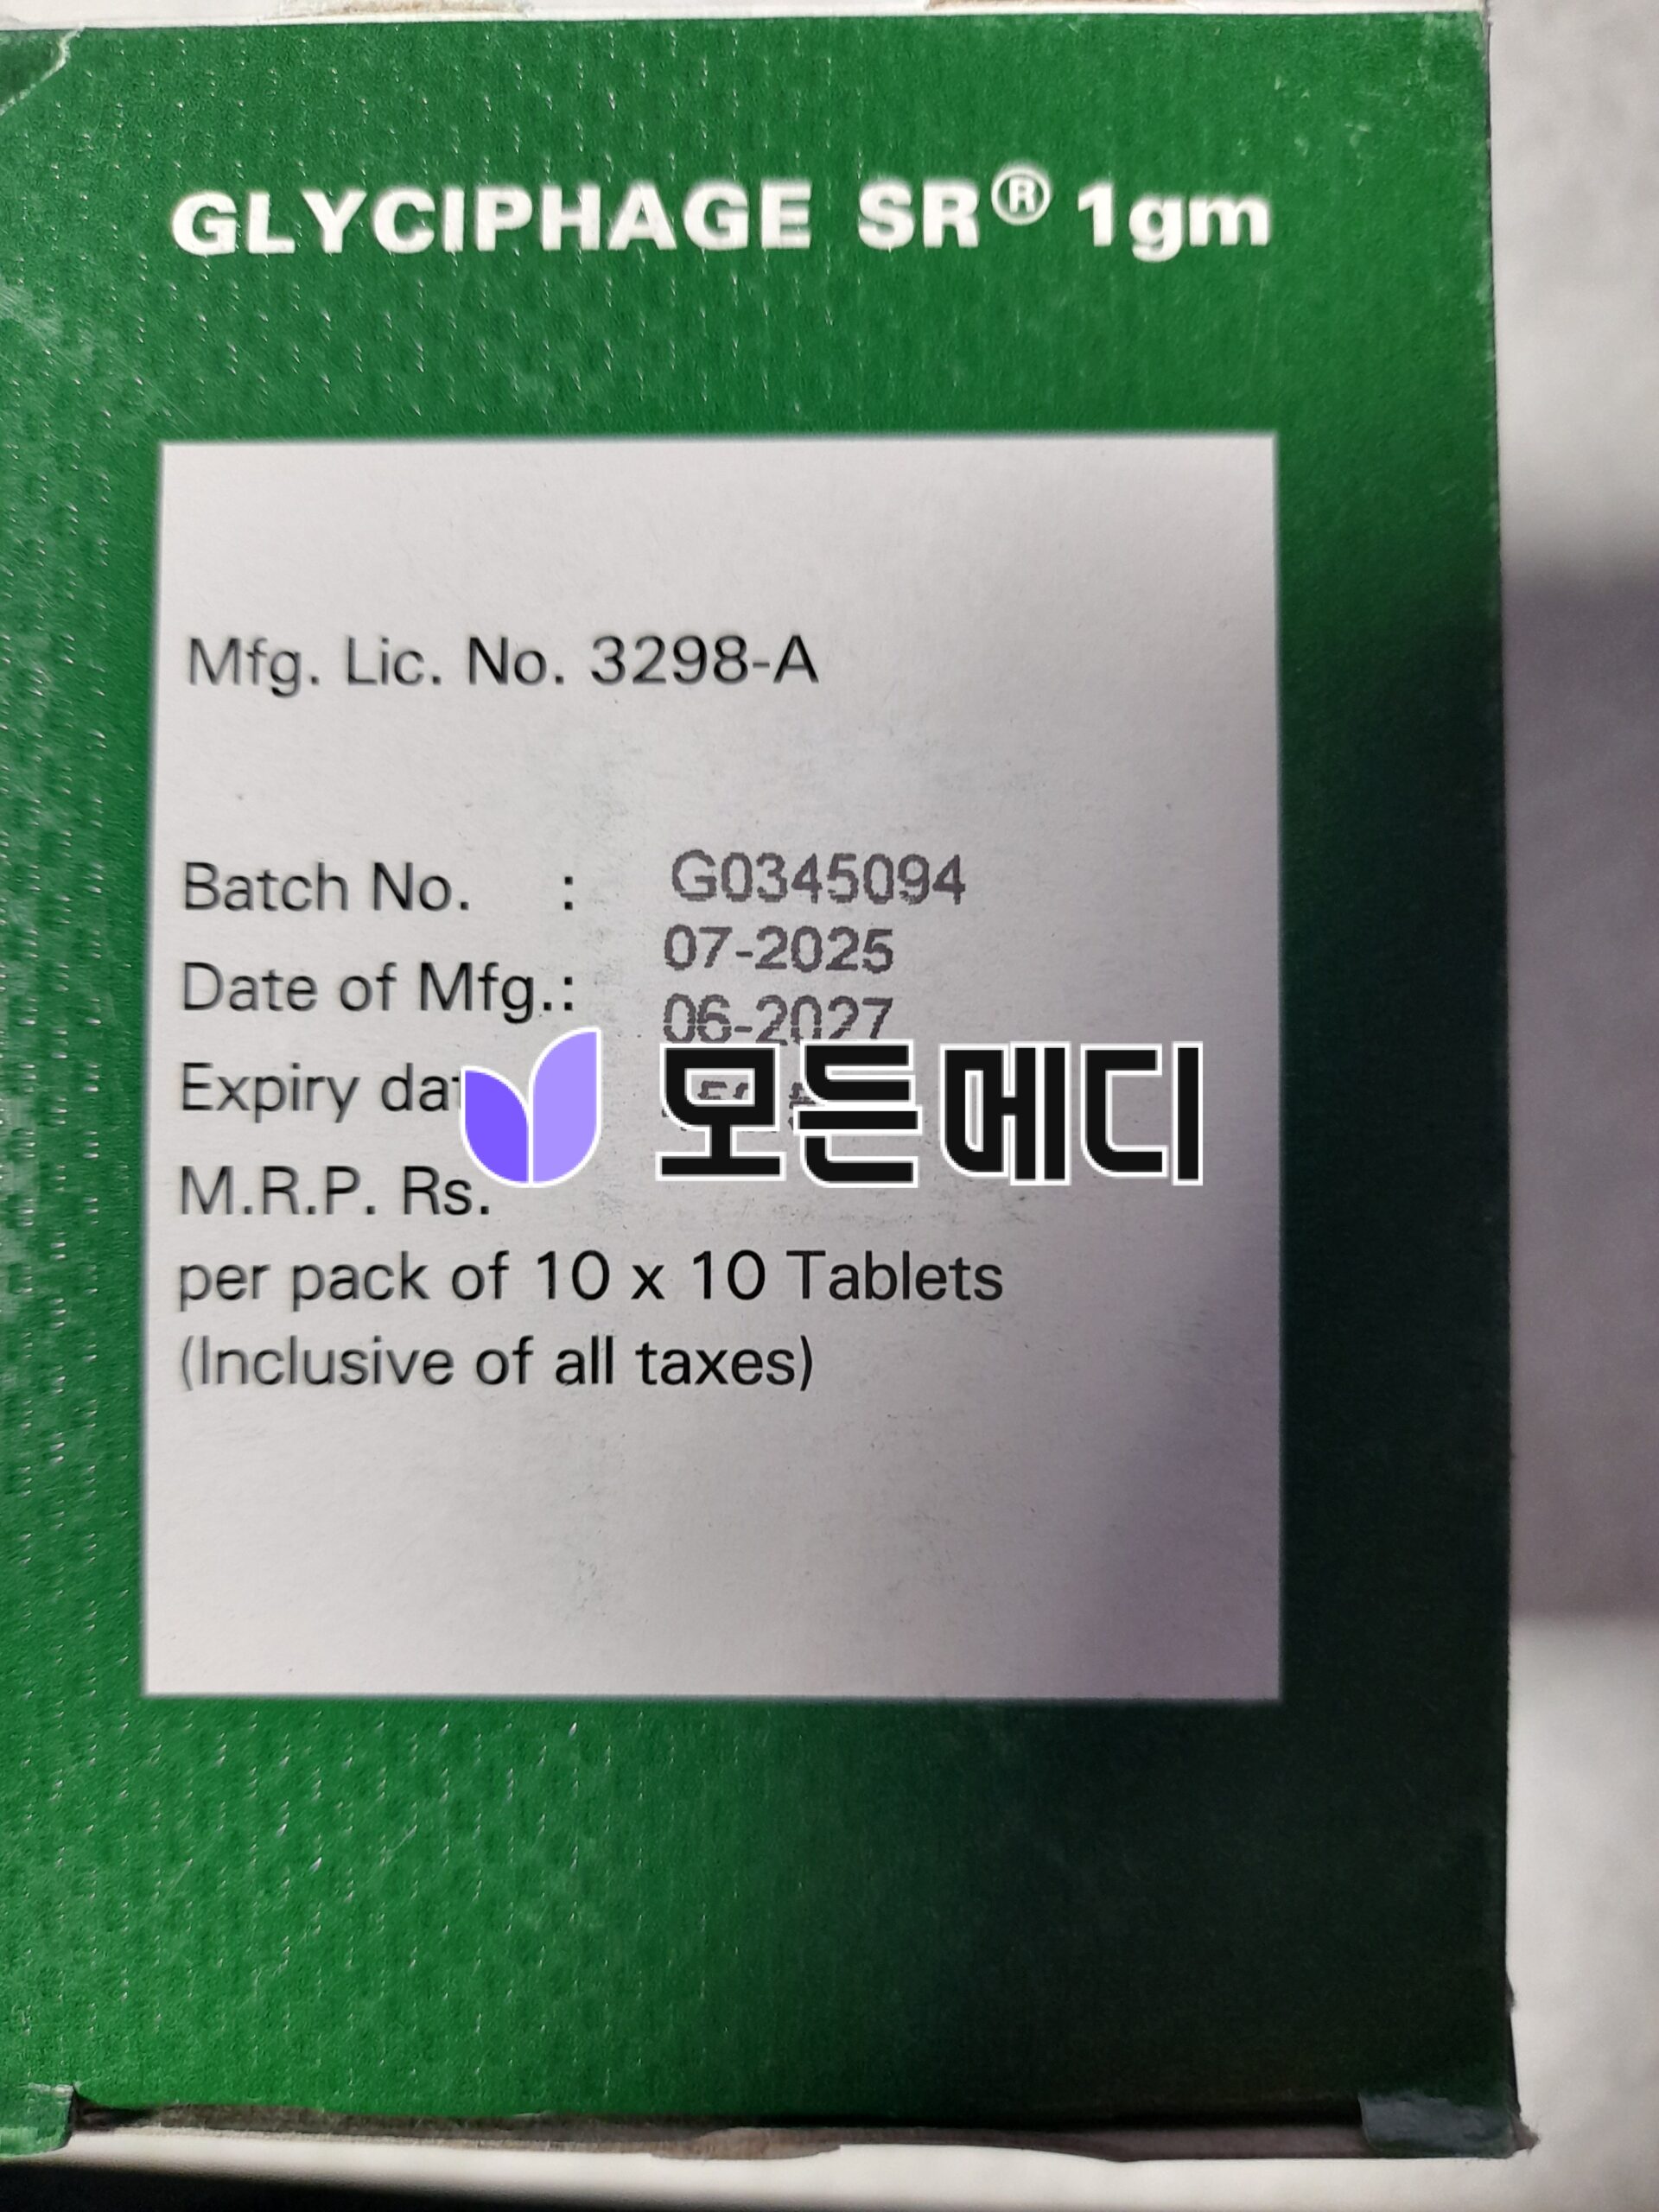 GLYCIPHAGE SR® 1gm
Mfg. Lic. No. 3298-A
Batch No. : G0345094
Date of Mfg.: 07-2025
06-2027
Expiry
모든메디
M.R.P. Rs.
per pack of 10 x 10 Tablets
(Inclusive of all taxes)